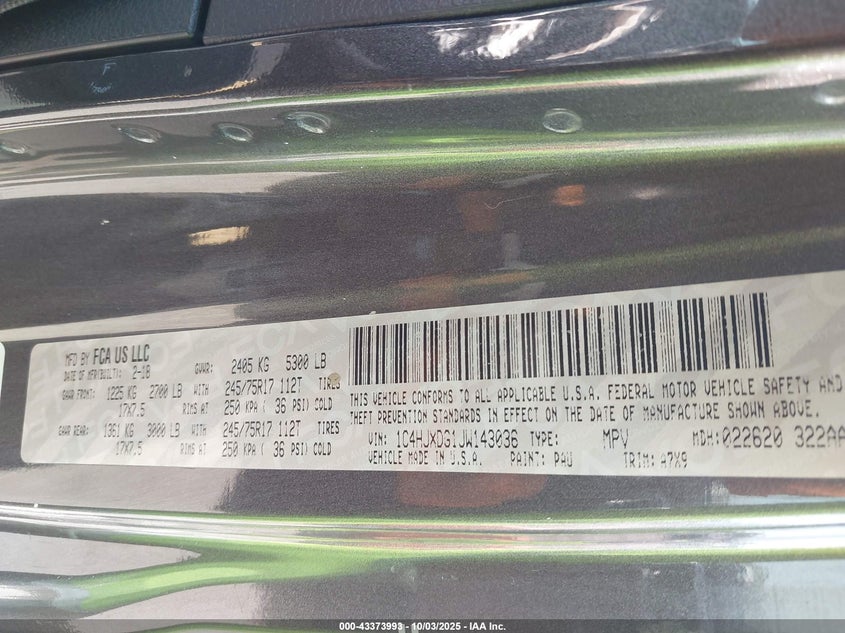 F
MFD BY FCA US LLC
DATE OF MFR(BUILT): 2-18 GVWR: 2405 KG 5300 LB
GAWR FRONT: 1225 KG 2700 LB WITH 245/75R17 112T TIRES
17X7.5 RIMS AT 250 KPA ( 36 PSI) COLD
GAWR REAR: 1361 KG 3000 LB WITH 245/75R17 112T TIRES
17X7.5 RIMS AT 250 KPA ( 36 PSI) COLD
THIS VEHICLE CONFORMS TO ALL APPLICABLE U.S.A. FEDERAL MOTOR VEHICLE SAFETY AND
THEFT PREVENTION STANDARDS IN EFFECT ON THE DATE OF MANUFACTURE SHOWN ABOVE.
VIN: 1C4HJXDG1JW143036 TYPE: MPV MDH:022620 322AA
VEHICLE MADE IN U.S.A. PAINT: PAU TRIM: A7X9
000-43373993 | 10/03/2025 - IAA Inc.